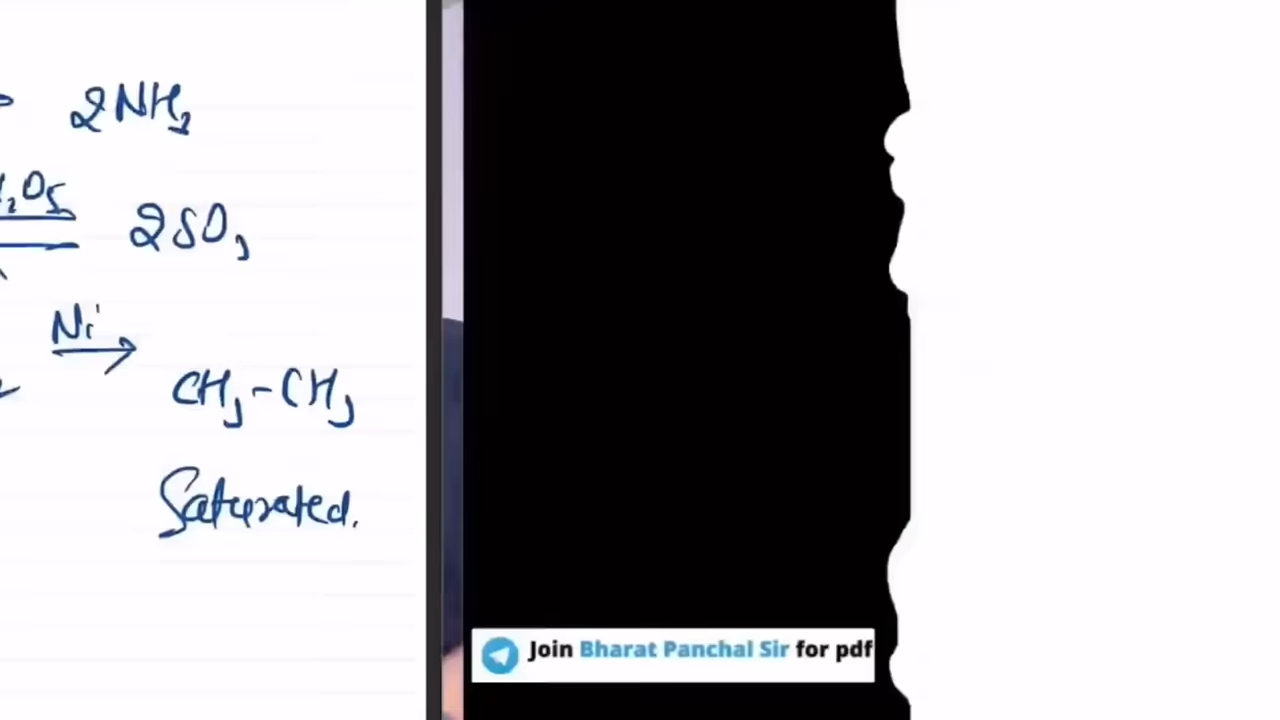 2NH₃
2SO₃
Ni
CH₃-CH₃
Saturated.
Join Bharat Panchal Sir for pdf